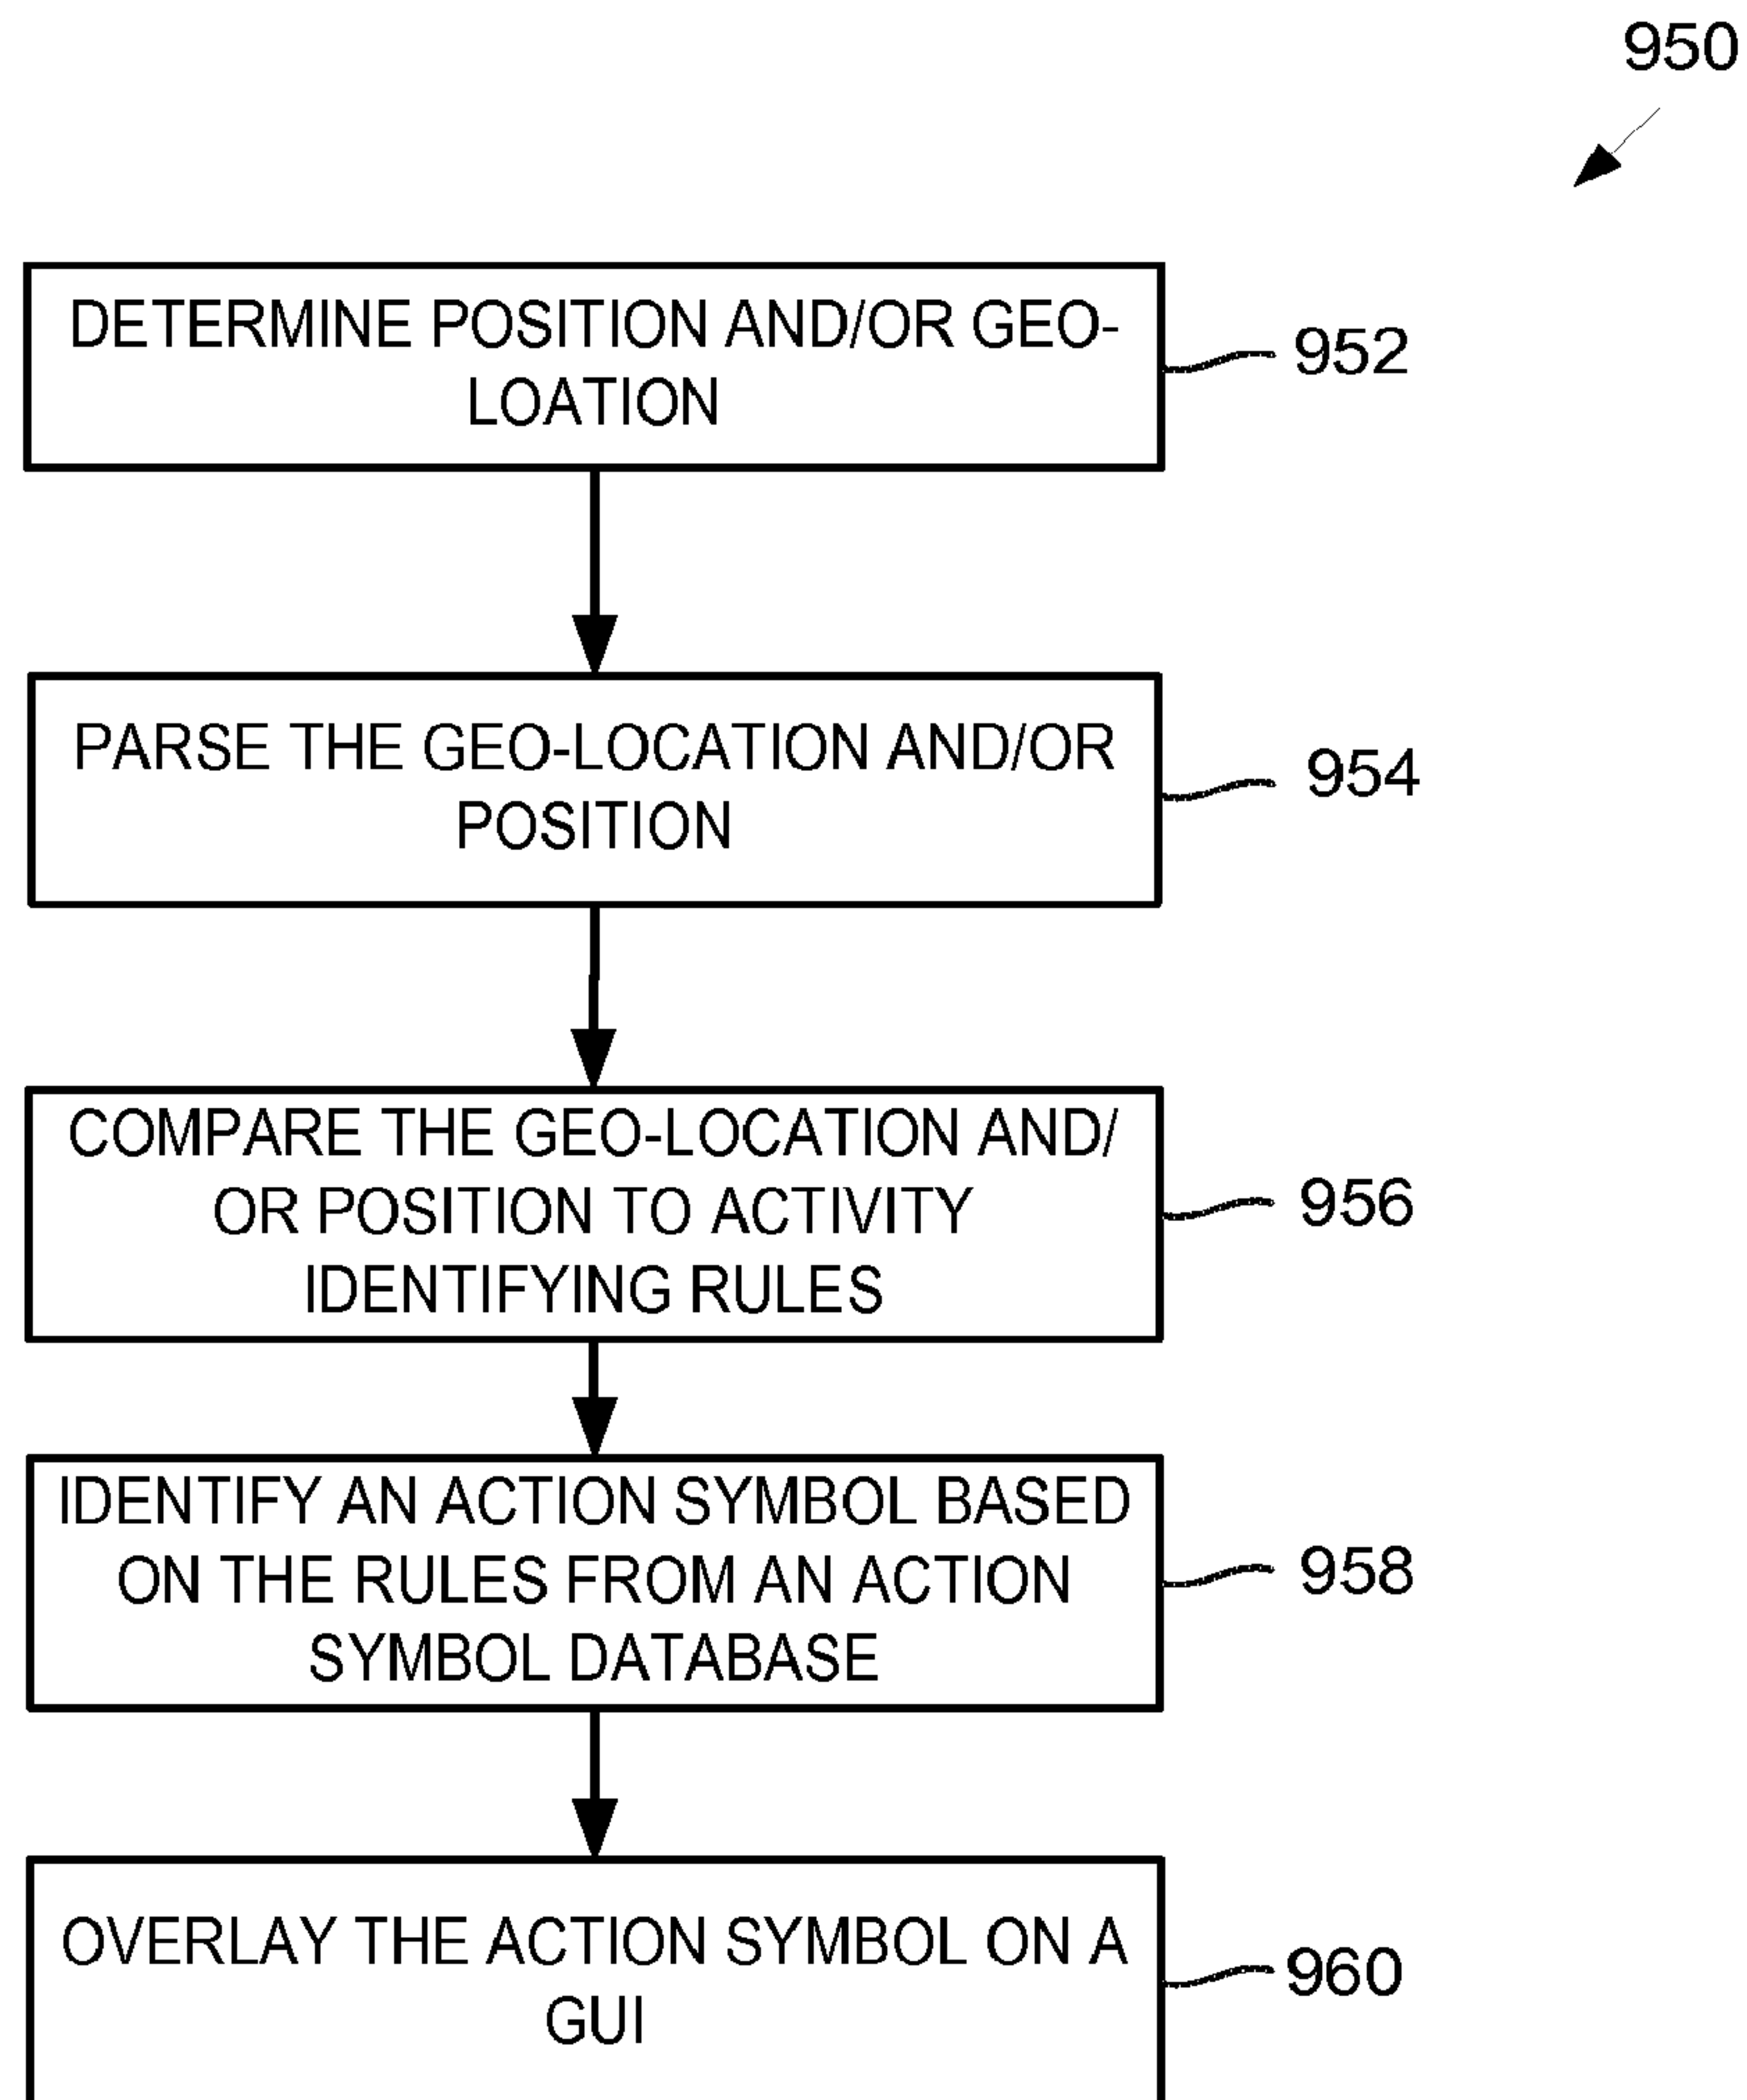 950
DETERMINE POSITION AND/OR GEO-
LOATION
952
PARSE THE GEO-LOCATION AND/OR
POSITION
954
COMPARE THE GEO-LOCATION AND/
OR POSITION TO ACTIVITY
IDENTIFYING RULES
956
IDENTIFY AN ACTION SYMBOL BASED
ON THE RULES FROM AN ACTION
SYMBOL DATABASE
958
OVERLAY THE ACTION SYMBOL ON A
GUI
960